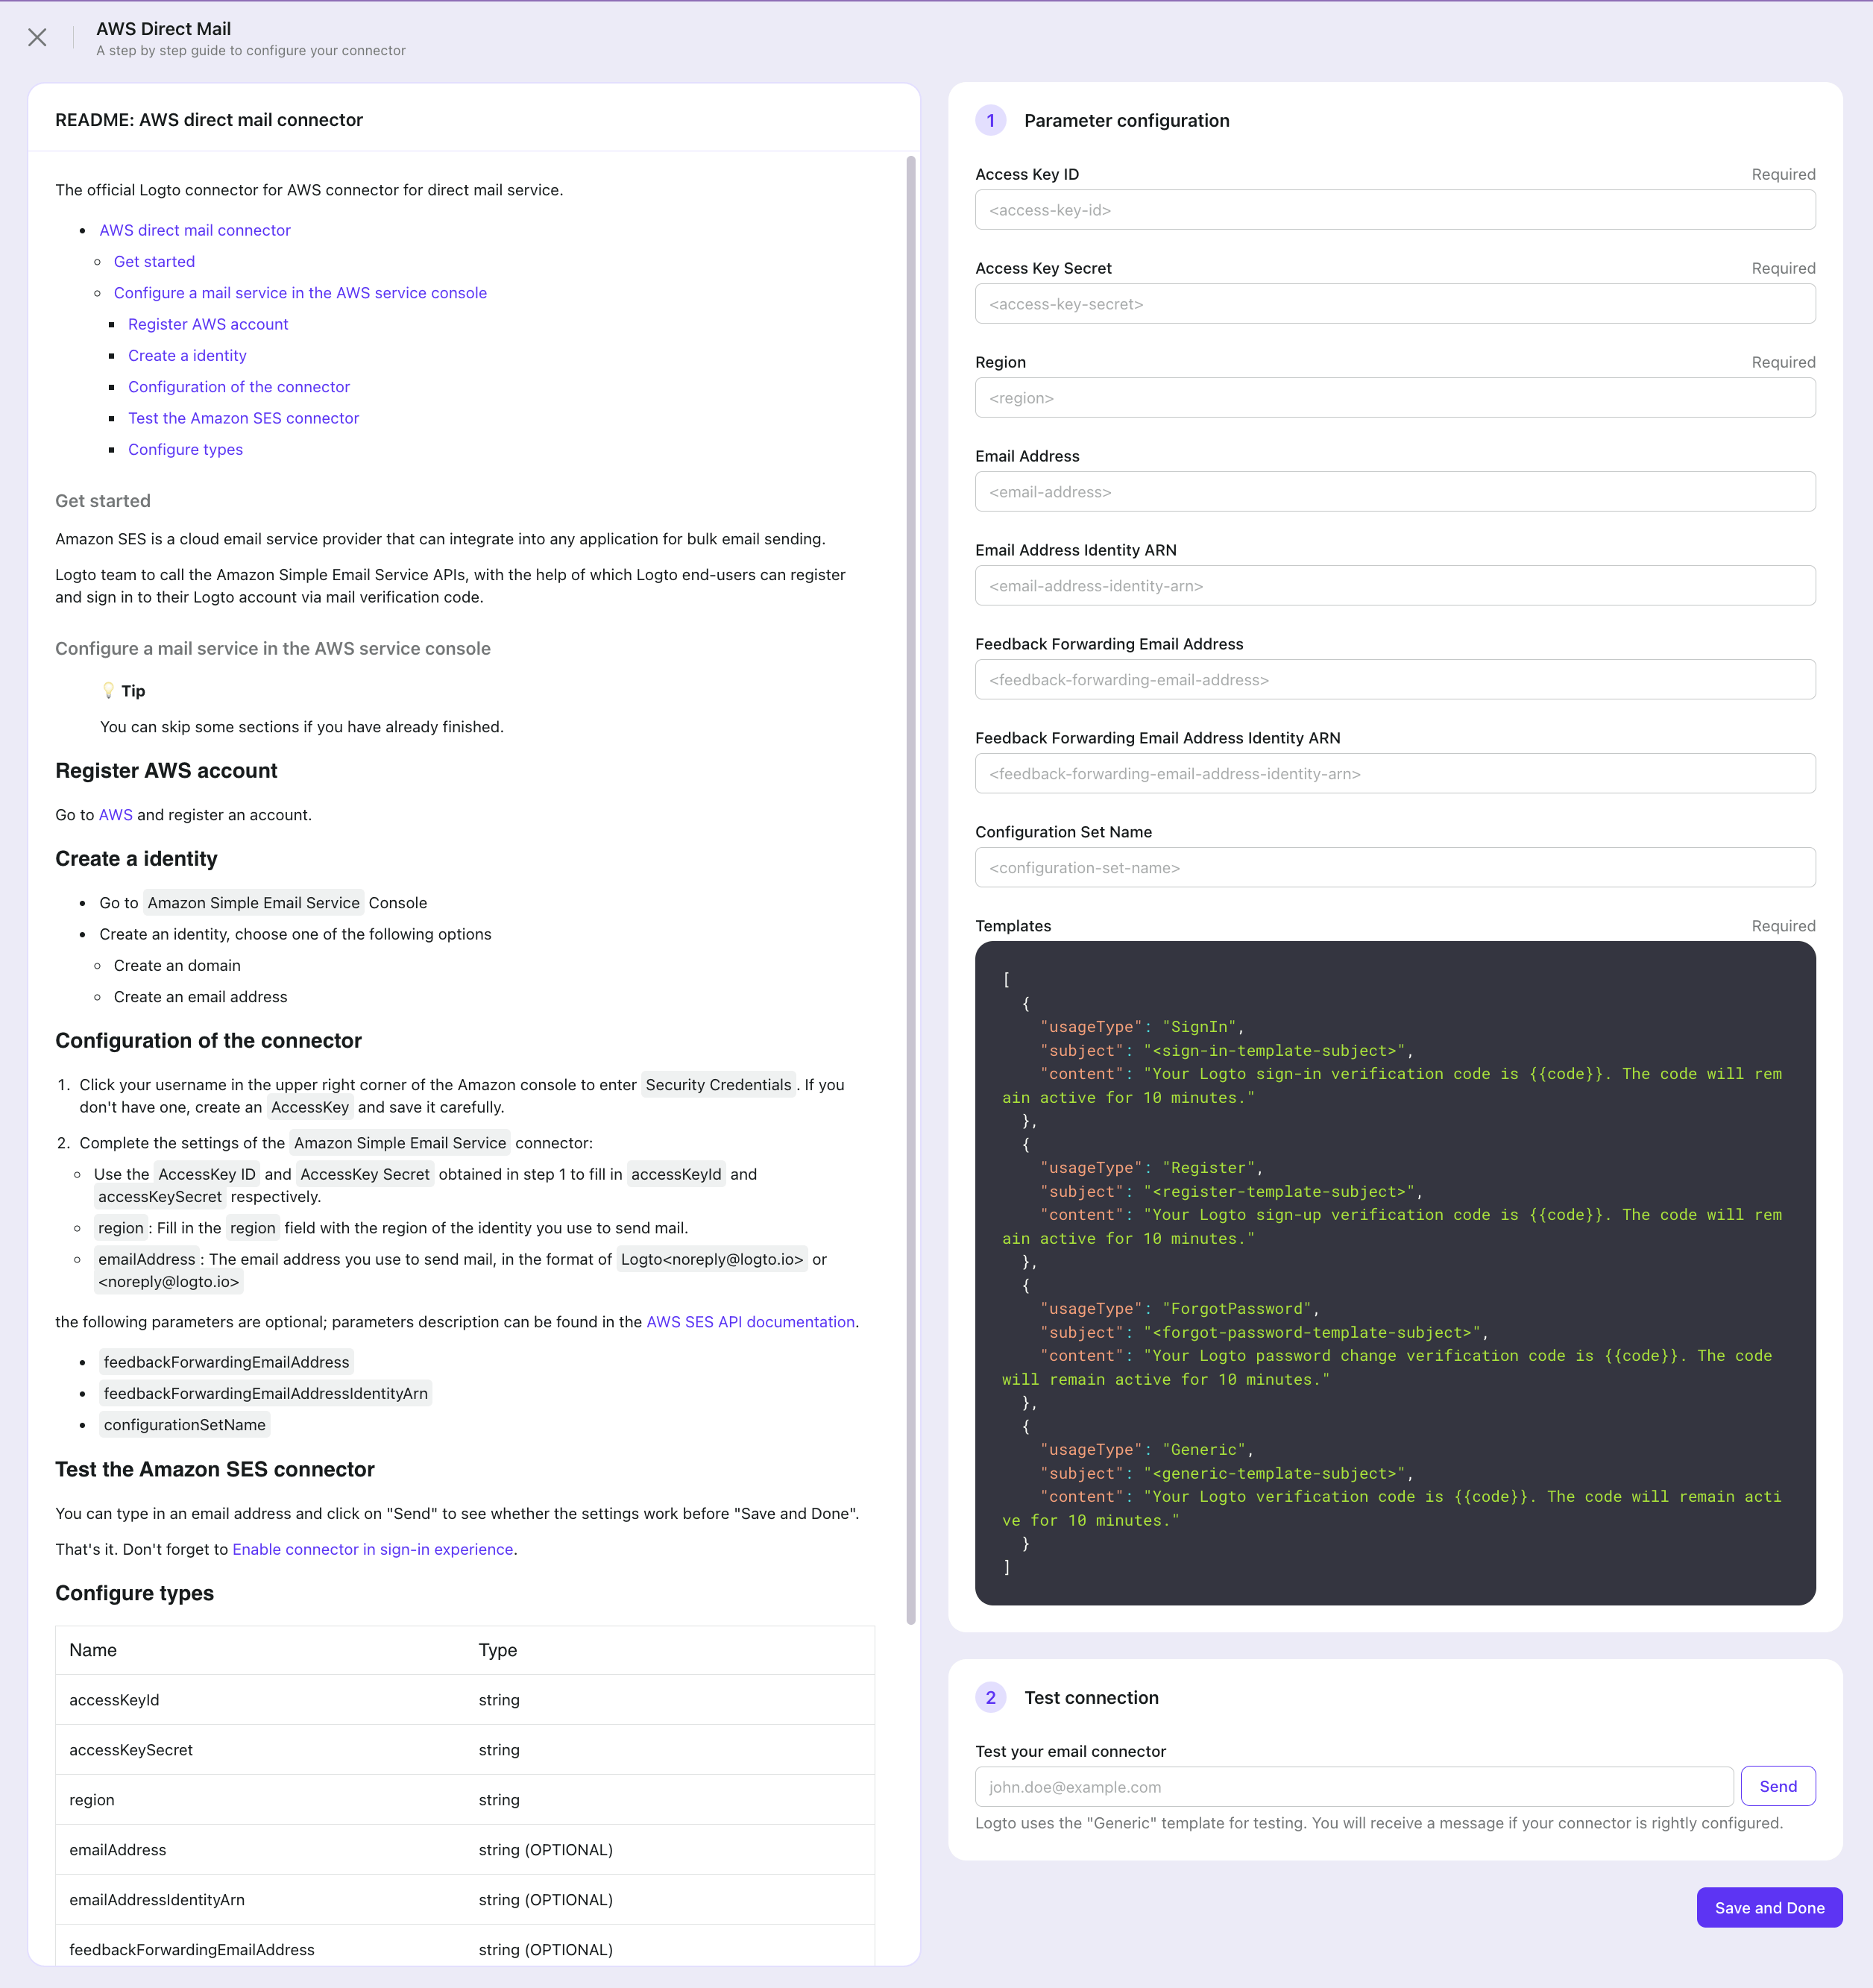 AWS Direct Mail
A step by step guide to configure your connector
README: AWS direct mail connector
The official Logto connector for AWS connector for direct mail service.
AWS direct mail connector
Get started
Configure a mail service in the AWS service console
Register AWS account
Create a identity
Configuration of the connector
Test the Amazon SES connector
Configure types
Get started
Amazon SES is a cloud email service provider that can integrate into any application for bulk email sending.
Logto team to call the Amazon Simple Email Service APIs, with the help of which Logto end-users can register
and sign in to their Logto account via mail verification code.
Configure a mail service in the AWS service console
💡 Tip
You can skip some sections if you have already finished.
Register AWS account
Go to AWS and register an account.
Create a identity
Go to Amazon Simple Email Service Console
Create an identity, choose one of the following options
Create an domain
Create an email address
Configuration of the connector
1. Click your username in the upper right corner of the Amazon console to enter Security Credentials. If you
don't have one, create an AccessKey and save it carefully.
2. Complete the settings of the Amazon Simple Email Service connector:
Use the AccessKey ID and AccessKey Secret obtained in step 1 to fill in accessKeyId and
accessKeySecret respectively.
region: Fill in the region field with the region of the identity you use to send mail.
emailAddress: The email address you use to send mail, in the format of Logto<noreply@logto.io> or
<noreply@logto.io>
the following parameters are optional; parameters description can be found in the AWS SES API documentation.
feedbackForwardingEmailAddress
feedbackForwardingEmailAddressIdentityArn
configurationSetName
Test the Amazon SES connector
You can type in an email address and click on "Send" to see whether the settings work before "Save and Done".
That's it. Don't forget to Enable connector in sign-in experience.
Configure types
Name Type
accessKeyId string
accessKeySecret string
region string
emailAddress string (OPTIONAL)
emailAddressIdentityArn string (OPTIONAL)
feedbackForwardingEmailAddress string (OPTIONAL)
1 Parameter configuration
Access Key ID Required
<access-key-id>
Access Key Secret Required
<access-key-secret>
Region Required
<region>
Email Address
<email-address>
Email Address Identity ARN
<email-address-identity-arn>
Feedback Forwarding Email Address
<feedback-forwarding-email-address>
Feedback Forwarding Email Address Identity ARN
<feedback-forwarding-email-address-identity-arn>
Configuration Set Name
<configuration-set-name>
Templates Required
[
{
"usageType": "SignIn",
"subject": "<sign-in-template-subject>",
"content": "Your Logto sign-in verification code is {{code}}. The code will rem
ain active for 10 minutes."
},
{
"usageType": "Register",
"subject": "<register-template-subject>",
"content": "Your Logto sign-up verification code is {{code}}. The code will rem
ain active for 10 minutes."
},
{
"usageType": "ForgotPassword",
"subject": "<forgot-password-template-subject>",
"content": "Your Logto password change verification code is {{code}}. The code
will remain active for 10 minutes."
},
{
"usageType": "Generic",
"subject": "<generic-template-subject>",
"content": "Your Logto verification code is {{code}}. The code will remain acti
ve for 10 minutes."
}
]
2 Test connection
Test your email connector
john.doe@example.com Send
Logto uses the "Generic" template for testing. You will receive a message if your connector is rightly configured.
Save and Done